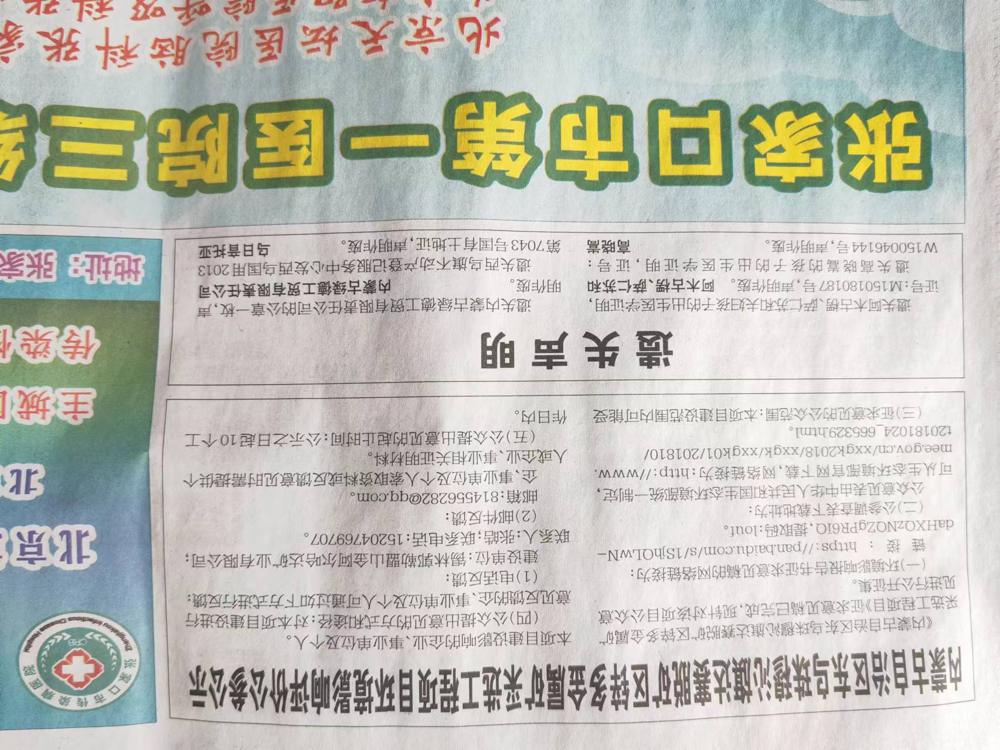 内蒙古自治区东乌珠穆沁旗达赛脱矿区锌多金属矿采选工程项目环境影响评价公参公示
《内蒙古自治区东乌珠穆沁旗达赛脱矿区锌多金属矿
采选工程项目》征求意见稿已完成，现针对该项目公众意
见进行公开征集。
(一)环境影响报告书征求意见稿的网络链接为：
链接：https://pan.baidu.com/s/1SjhQLwN-
daHXOzNQZgPR6IQ，提取码:louf。
(二)公参调查表下载地址为：
公众意见表由中华人民共和国生态环境部统一制定，
可从生态环境部官网下载，网络链接为：http://www.
mee.gov.cn/xxgk2018/xxgk/xxgk01/201810/
t20181024_665329.html。
(三)征求意见的公众范围：本项目建设范围内可能受
本项目建设影响的企业、事业单位及个人。
(四)公众提出意见的方式和途径：对本项目建设进行
意见反馈的企、事业单位及个人可通过如下方式进行反馈：
(1)电话反馈：
建设单位：锡林郭勒盟山金阿尔哈达矿业有限公司；
联系人：张皓；联系电话：15204769707。
(2)邮件反馈：
邮箱：814556282@qq.com。
企、事业单位及个人索取资料或反馈意见时需提供个
人或企业、事业相关证明材料。
(五)公众提出意见的起止时间：公示之日起10个工
作日内。
遗失声明
遗失阿木古楞、萨仁苏和夫妇孩子的出生医学证明，
证号:M150180187号，声明作废。 阿木古楞、萨仁苏和
遗失高晓嵩的孩子的出生医学证明，证号：
W150046144号，声明作废。 高晓嵩
遗失内蒙古绿德工贸有限责任公司的公章一枚，声
明作废。 内蒙古绿德工贸有限责任公司
遗失西乌旗不动产登记服务中心发西乌国用2013
第7043号国有土地证，声明作废。 乌日音托亚
张家口市传染病医院
Zhangjiakou Infectious Disease Hospital
CRB
北京
北
主城
传染
地址：张家
张家口市第一医院三
北京天坛医院脑科张家